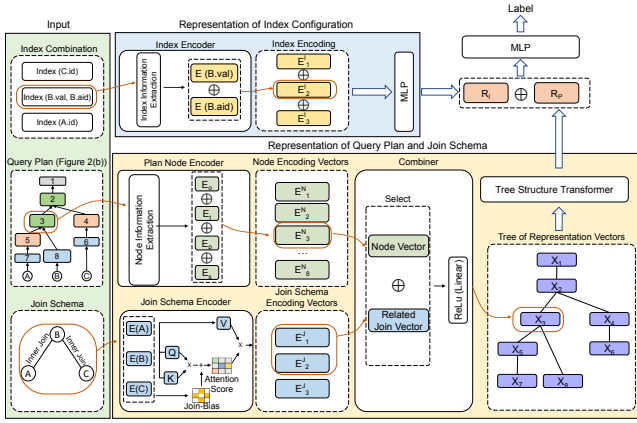 Label
Input
Representation of Index Configuration
Index Combination
Index (C.id)
Index (B.val, B.aid)
Index (A.id)
Index Encoder
Index Information
Extraction
E (B.val)
E (B.aid)
Index Encoding
E^I_1
E^I_2
E^I_3
MLP
MLP
R_I
R_P
Representation of Query Plan and Join Schema
Query Plan (Figure 2(b))
1
2
3
4
5
6
7
8
A
B
C
Plan Node Encoder
Node Information
Extraction
Node Encoding Vectors
E^N_1
E^N_2
E^N_3
...
E^N_8
Combiner
Select
Node Vector
Related
Join Vector
ReLu (Linear)
Tree Structure Transformer
Tree of Representation Vectors
X_1
X_2
X_3
X_4
X_5
X_6
X_7
X_8
Join Schema
Inner Join
Inner Join
A
B
C
Join Schema Encoder
E(A)
E(B)
E(C)
V
Q
K
x
+
x
Attention
Score
Join-Bias
Join Schema
Encoding Vectors
E^J_1
E^J_2
E^J_3